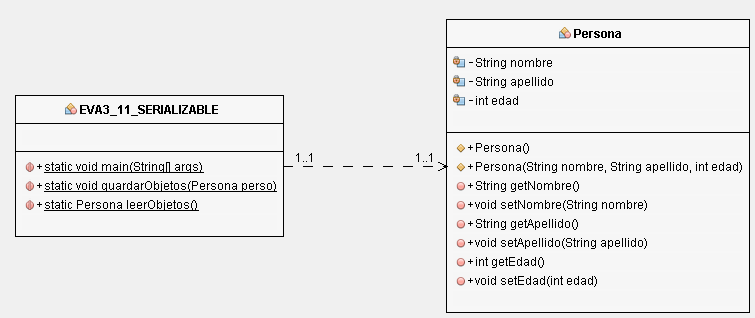 EVA3_11_SERIALIZABLE
+ static void main(String[] args)
+ static void guardarObjetos(Persona perso)
+ static Persona leerObjetos()
1..1
1..1
Persona
- String nombre
- String apellido
- int edad
+ Persona()
+ Persona(String nombre, String apellido, int edad)
+ String getNombre()
+ void setNombre(String nombre)
+ String getApellido()
+ void setApellido(String apellido)
+ int getEdad()
+ void setEdad(int edad)